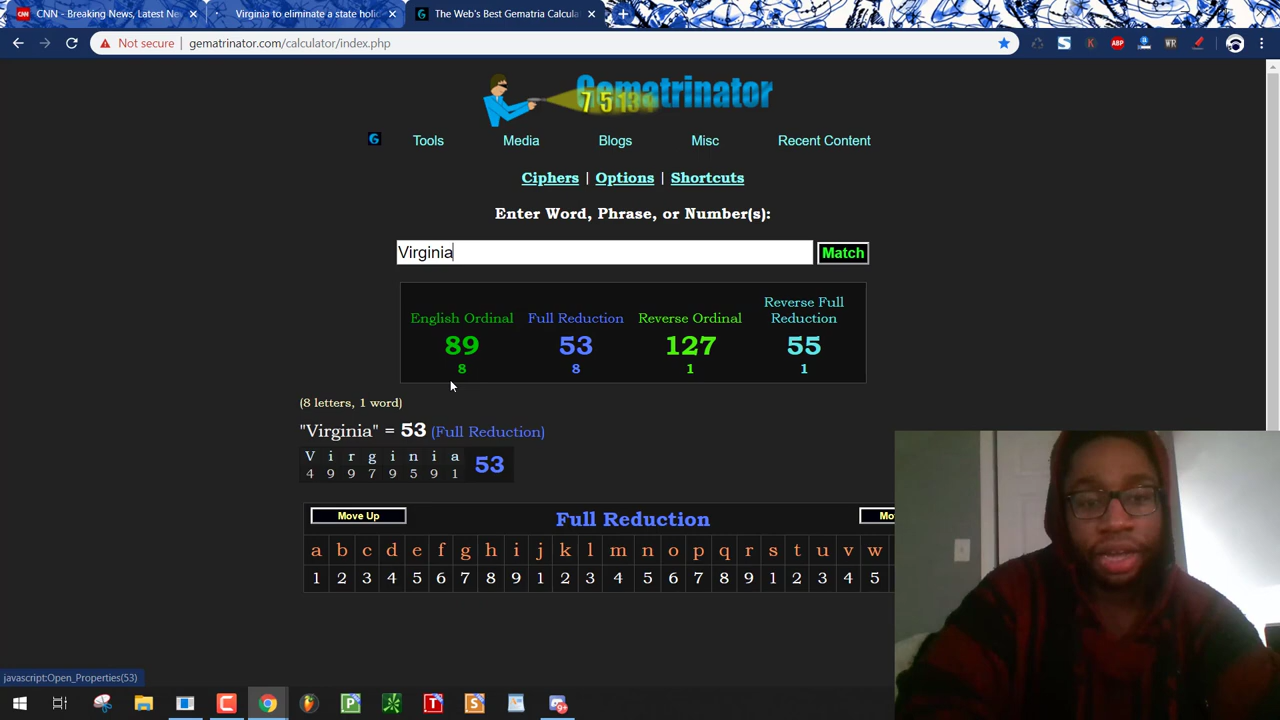 CNN - Breaking News, Latest Ne
Virginia to eliminate a state holid
The Web's Best Gematria Calcula
Not secure | gematrinator.com/calculator/index.php
ABP
WR
Gematrinator
G Tools Media Blogs Misc Recent Content
Ciphers | Options | Shortcuts
Enter Word, Phrase, or Number(s):
Virginia Match
English Ordinal Full Reduction Reverse Ordinal Reverse Full Reduction
89 53 127 55
8 8 1 1
(8 letters, 1 word)
"Virginia" = 53 (Full Reduction)
V i r g i n i a 53
4 9 9 7 9 5 9 1
Move Up Full Reduction Mo
a b c d e f g h i j k l m n o p q r s t u v w
1 2 3 4 5 6 7 8 9 1 2 3 4 5 6 7 8 9 1 2 3 4 5
javascript:Open_Properties(53)